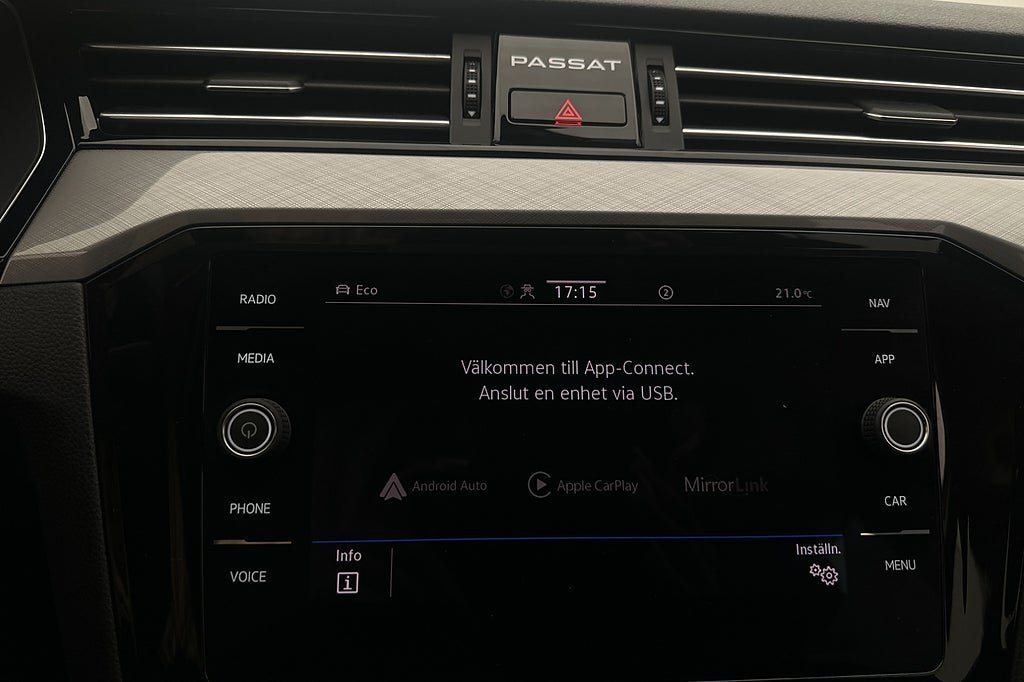 PASSAT
RADIO
MEDIA
PHONE
VOICE
Eco
17:15
2
21.0°C
Välkommen till App-Connect.
Anslut en enhet via USB.
Android Auto
Apple CarPlay
MirrorLink
Info
i
Inställn.
NAV
APP
CAR
MENU